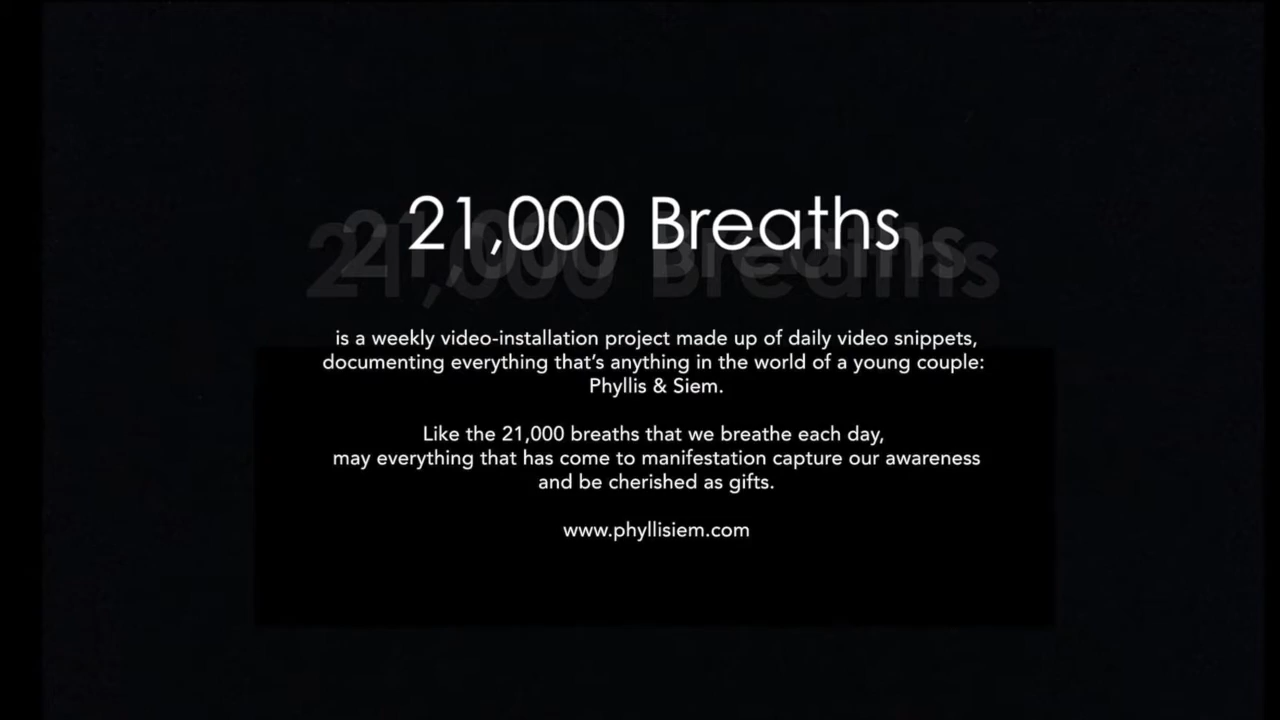 21,000 Breaths
is a weekly video-installation project made up of daily video snippets,
documenting everything that's anything in the world of a young couple:
Phyllis & Siem.
Like the 21,000 breaths that we breathe each day,
may everything that has come to manifestation capture our awareness
and be cherished as gifts.
www.phyllisiem.com